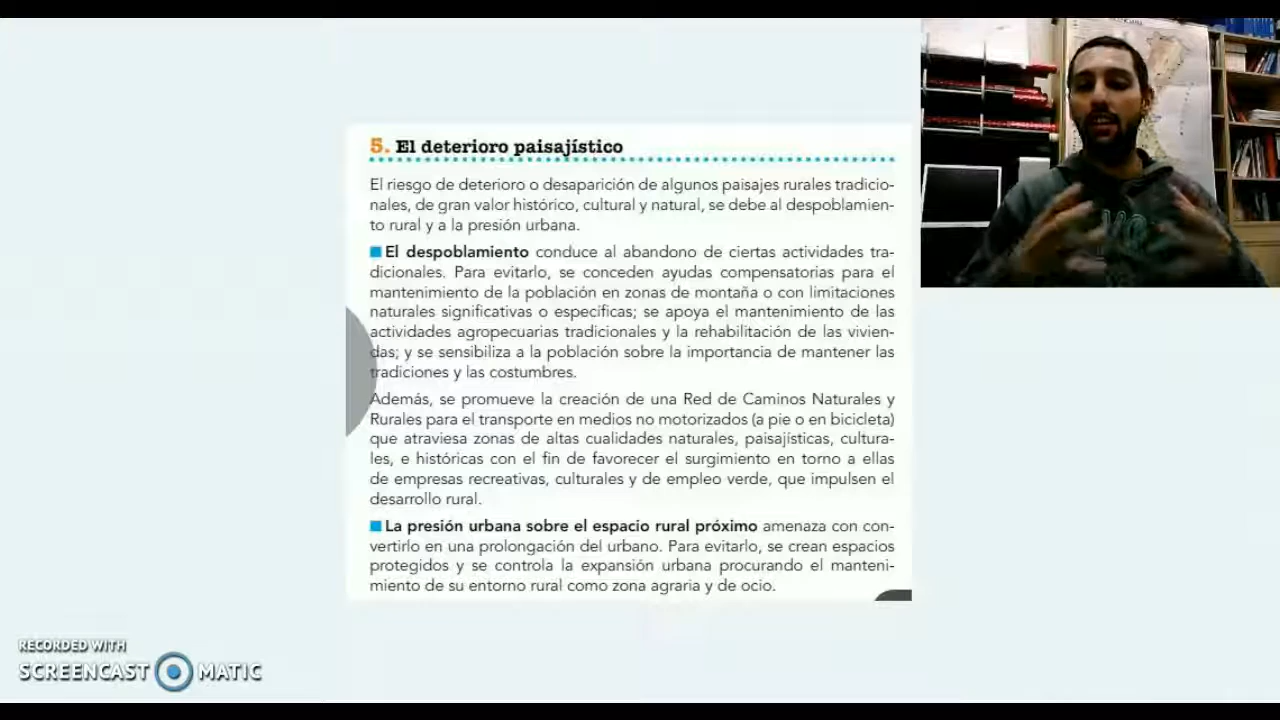 5. El deterioro paisajístico
El riesgo de deterioro o desaparición de algunos paisajes rurales tradicio-
nales, de gran valor histórico, cultural y natural, se debe al despoblamien-
to rural y a la presión urbana.
El despoblamiento conduce al abandono de ciertas actividades tra-
dicionales. Para evitarlo, se conceden ayudas compensatorias para el
mantenimiento de la población en zonas de montaña o con limitaciones
naturales significativas o específicas; se apoya el mantenimiento de las
actividades agropecuarias tradicionales y la rehabilitación de las vivien-
das; y se sensibiliza a la población sobre la importancia de mantener las
tradiciones y las costumbres.
Además, se promueve la creación de una Red de Caminos Naturales y
Rurales para el transporte en medios no motorizados (a pie o en bicicleta)
que atraviesa zonas de altas cualidades naturales, paisajísticas, cultura-
les, e históricas con el fin de favorecer el surgimiento en torno a ellas
de empresas recreativas, culturales y de empleo verde, que impulsen el
desarrollo rural.
La presión urbana sobre el espacio rural próximo amenaza con con-
vertirlo en una prolongación del urbano. Para evitarlo, se crean espacios
protegidos y se controla la expansión urbana procurando el manteni-
miento de su entorno rural como zona agraria y de ocio.
RECORDED WITH
SCREENCAST MATIC